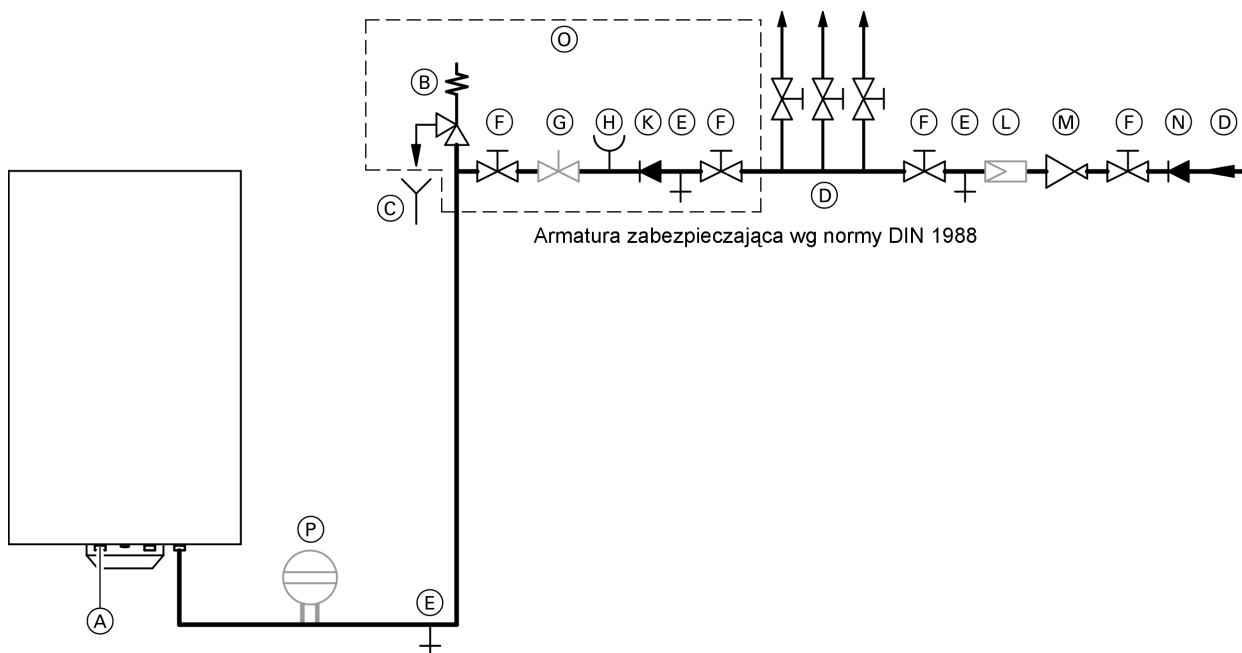 O
B
F G H K E F F E L M F N D
C
D
Armatura zabezpieczająca wg normy DIN 1988
P
E
A